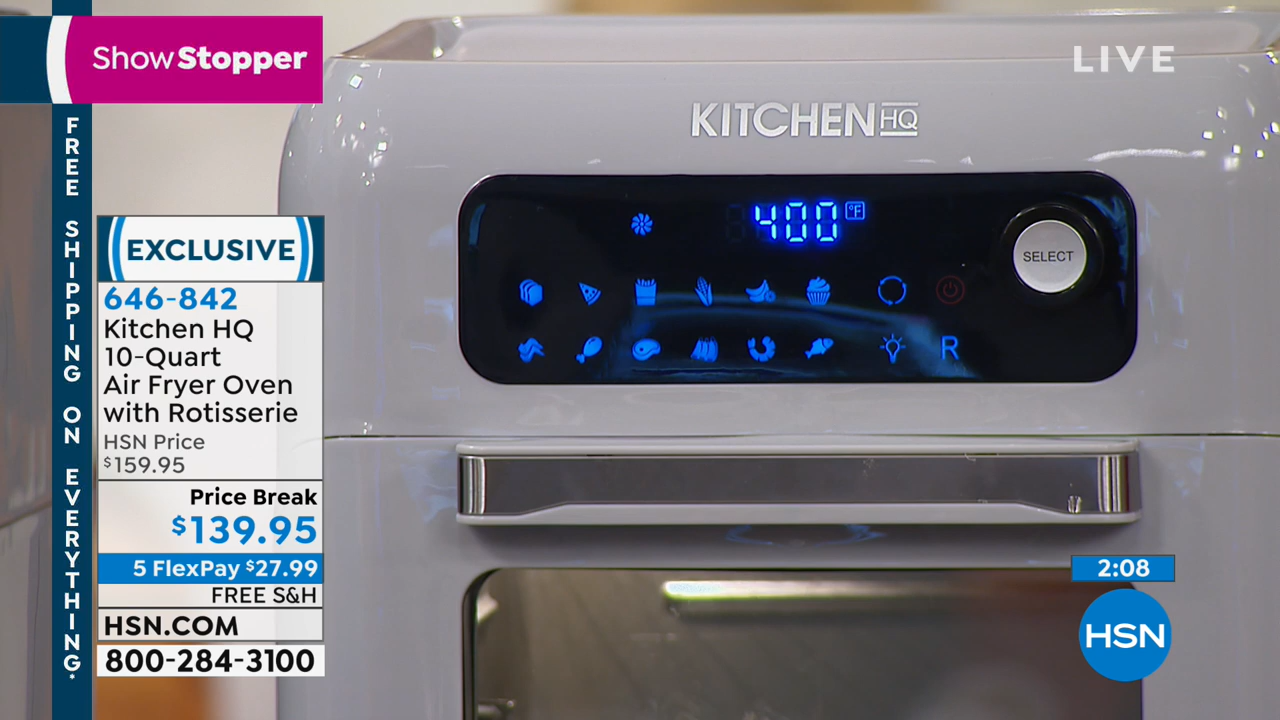 ShowStopper
LIVE
FREE SHIPPING ON EVERYTHING*
KITCHEN HQ
400 °F
SELECT
R
EXCLUSIVE
646-842
Kitchen HQ
10-Quart
Air Fryer Oven
with Rotisserie
HSN Price
$159.95
Price Break
$139.95
5 FlexPay $27.99
FREE S&H
HSN.COM
800-284-3100
2:08
HSN